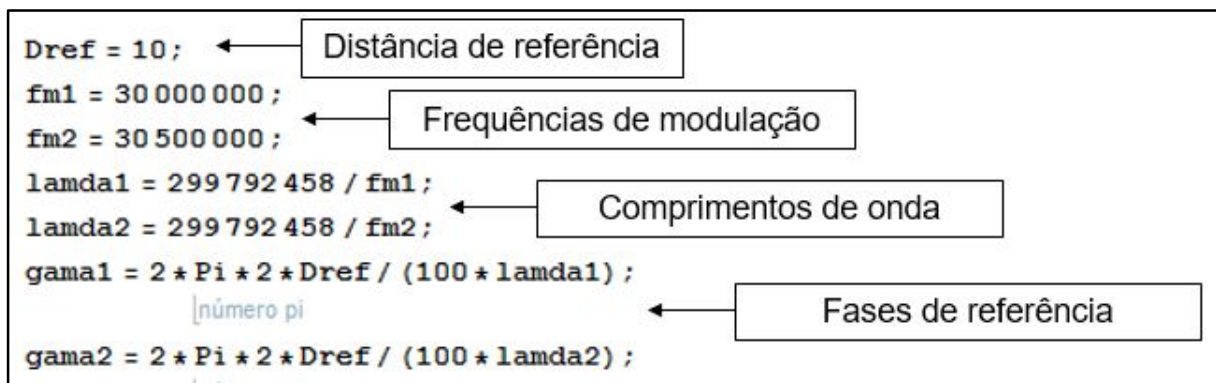 Dref = 10;
Distância de referência
fm1 = 30 000 000;
fm2 = 30 500 000;
Frequências de modulação
lamda1 = 299 792 458 / fm1;
lamda2 = 299 792 458 / fm2;
Comprimentos de onda
gama1 = 2 * Pi * 2 * Dref / (100 * lamda1);
número pi
Fases de referência
gama2 = 2 * Pi * 2 * Dref / (100 * lamda2);